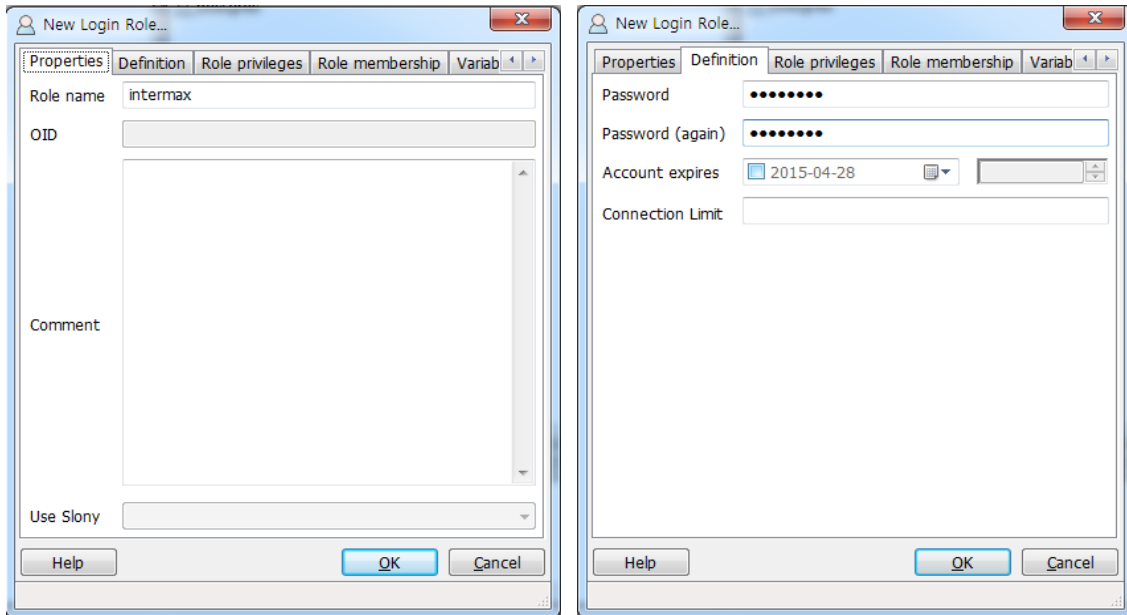 New Login Role...
Properties Definition Role privileges Role membership Variab
Role name intermax
OID
Comment
Use Slony
Help OK Cancel
New Login Role...
Properties Definition Role privileges Role membership Variab
Password ••••••••
Password (again) ••••••••
Account expires 2015-04-28
Connection Limit
Help OK Cancel